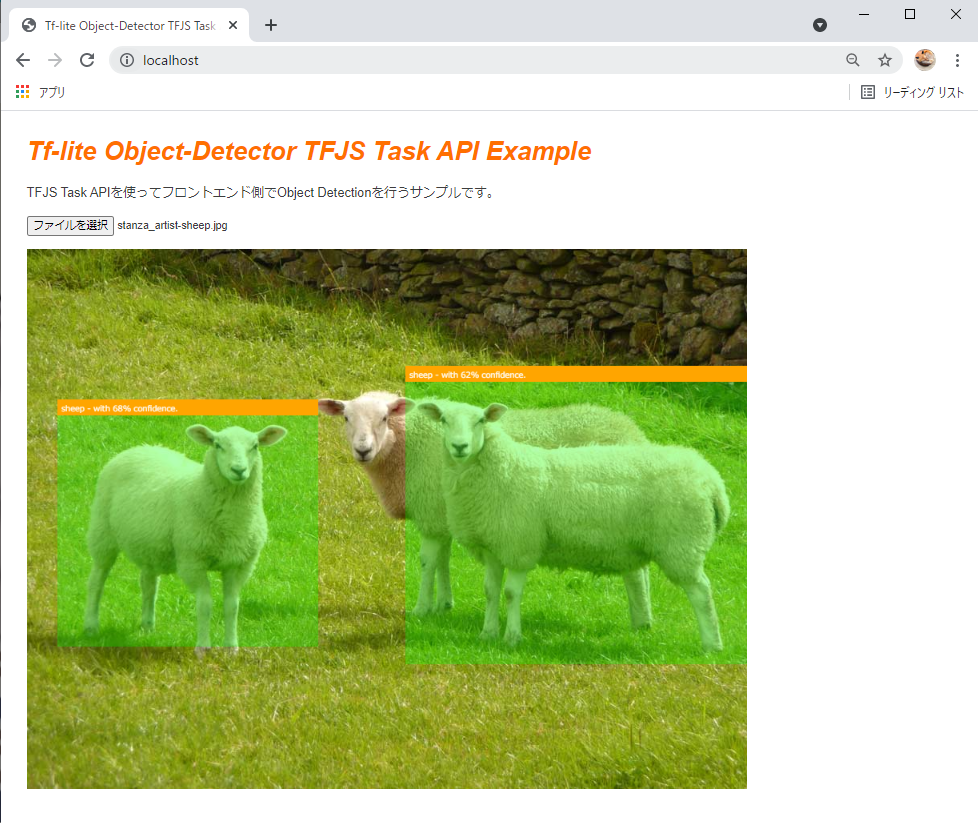 Tf-lite Object-Detector TFJS Task
localhost
アプリ
リーディング リスト
Tf-lite Object-Detector TFJS Task API Example
TFJS Task APIを使ってフロントエンド側でObject Detectionを行うサンプルです。
ファイルを選択 stanza_artist-sheep.jpg
sheep - with 62% confidence.
sheep - with 68% confidence.